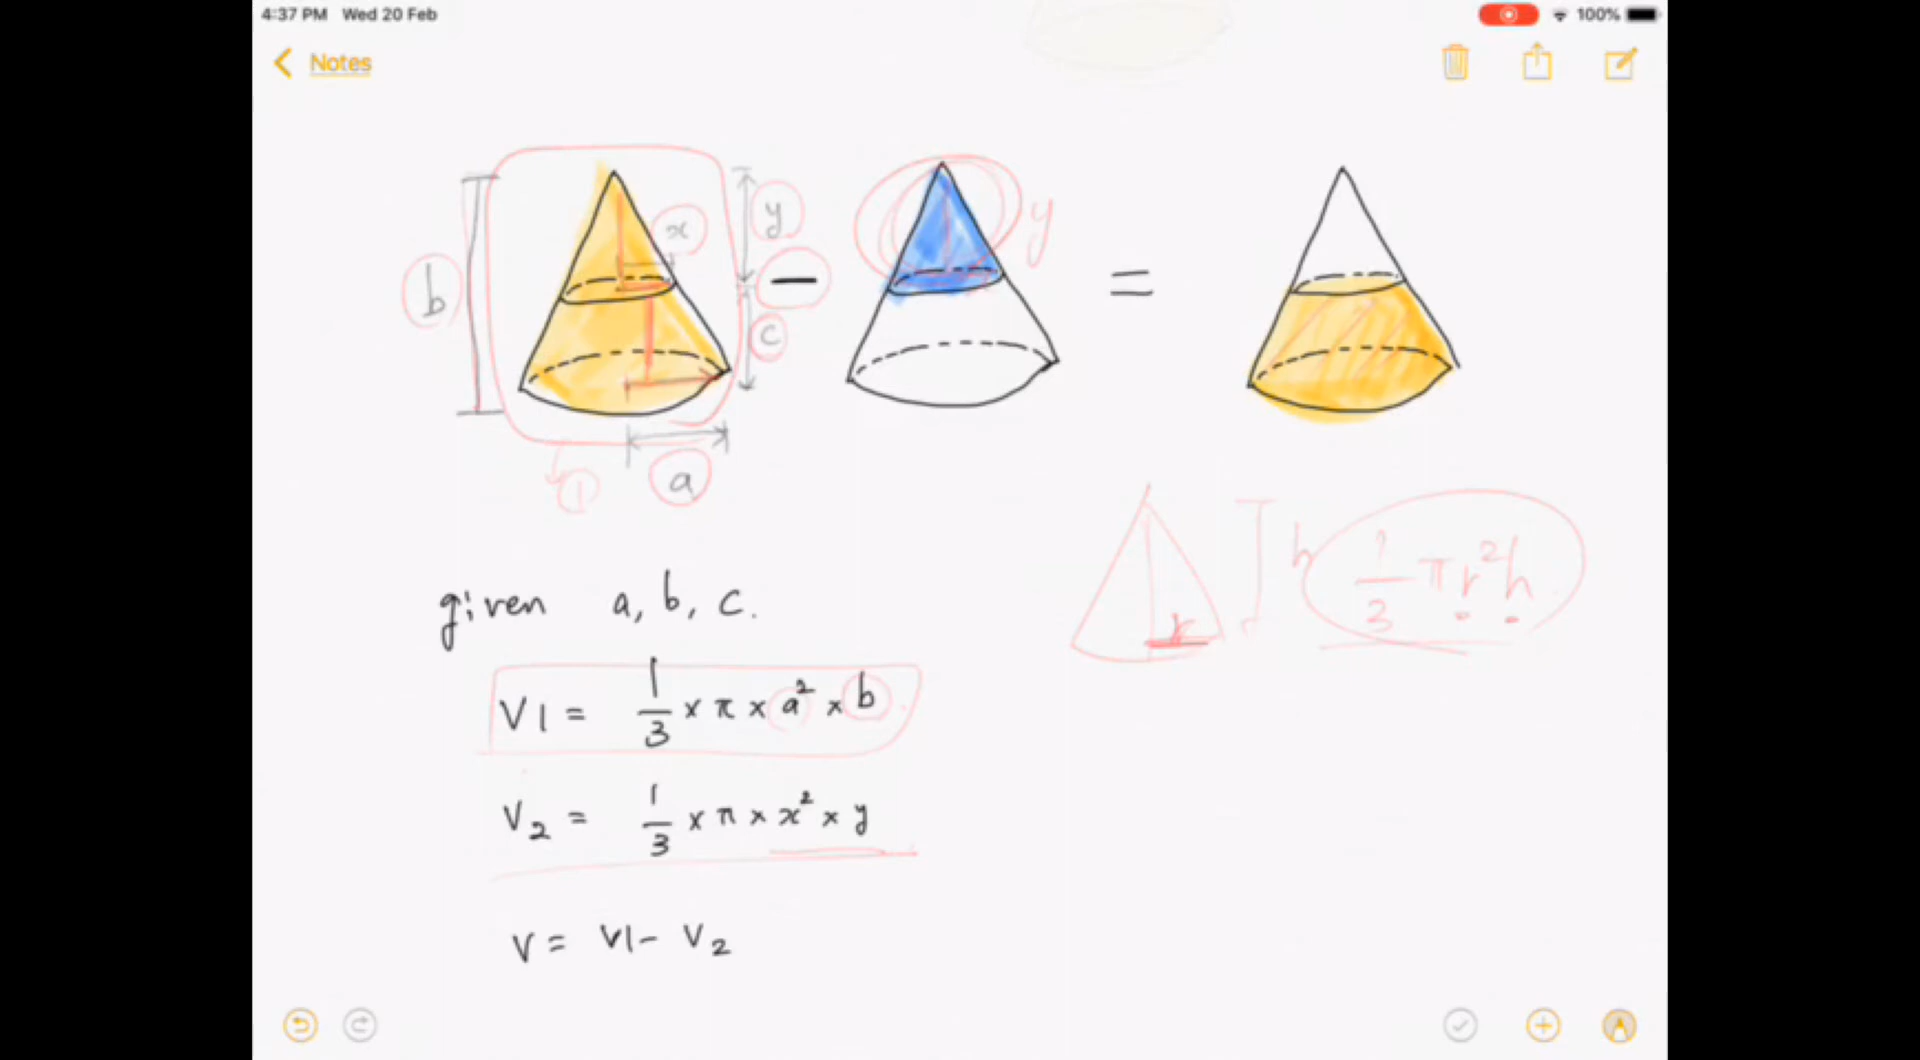 4:37 PM Wed 20 Feb
100%
Notes
b
x
y
c
a
1
−
y
=
r
h
1/3 πr²h
given a, b, c.
V1 = 1/3 × π × a² × b
V2 = 1/3 × π × x² × y
V = V1 − V2